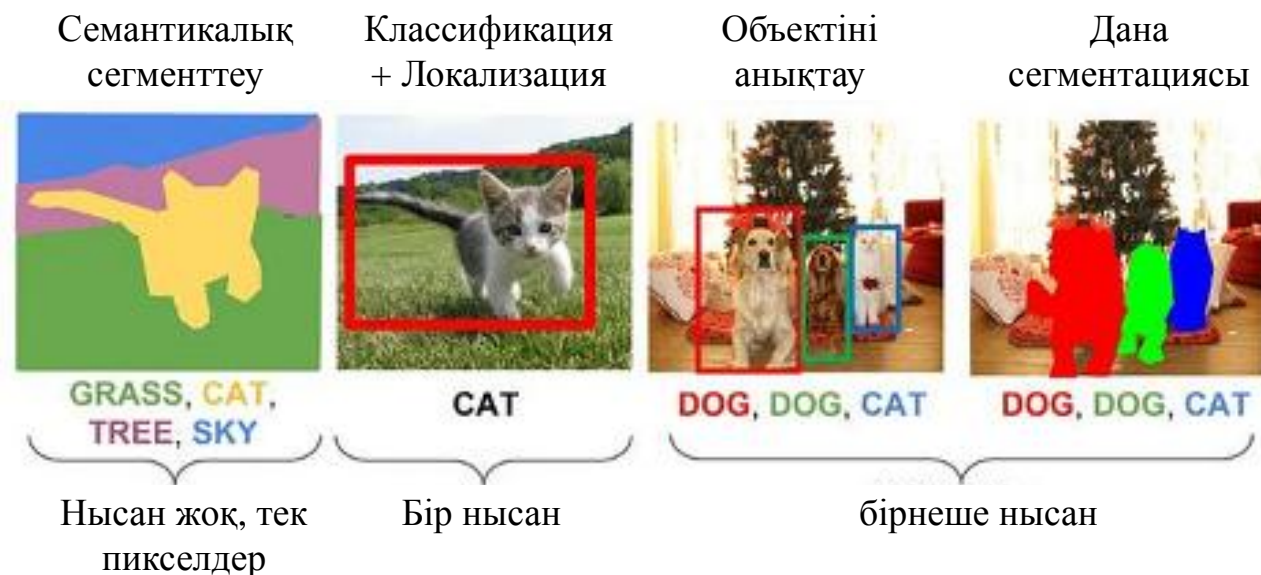 Семантикалық
сегменттеу
Классификация
+ Локализация
Объектіні
анықтау
Дана
сегментациясы
GRASS, CAT,
TREE, SKY
CAT
DOG, DOG, CAT
DOG, DOG, CAT
Нысан жоқ, тек
пикселдер
Бір нысан
бірнеше нысан